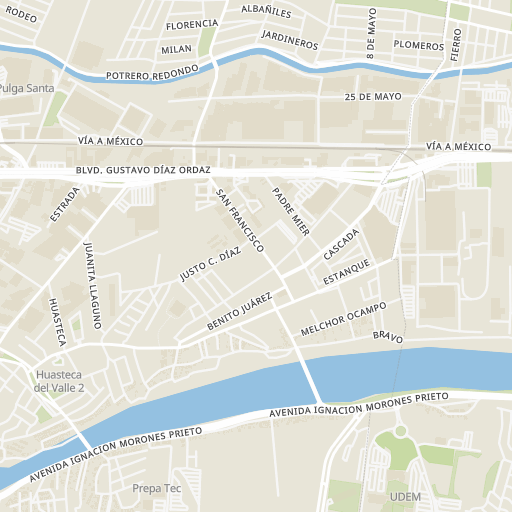 RODEO
ALBAÑILES
FLORENCIA
8 DE MAYO
FIERRO
JARDINEROS
PLOMEROS
MILAN
POTRERO REDONDO
Pulga Santa
25 DE MAYO
VÍA A MÉXICO
VÍA A MÉXICO
BLVD. GUSTAVO DÍAZ ORDAZ
ESTRADA
SAN FRANCISCO
PADRE MIER
CASCADA
JUANITA LLAGUNO
JUSTO C. DÍAZ
ESTANQUE
HUASTECA
BENITO JUÁREZ
MELCHOR OCAMPO
BRAVO
Huasteca
del Valle 2
AVENIDA IGNACION MORONES PRIETO
AVENIDA IGNACION MORONES PRIETO
Prepa Tec
UDEM